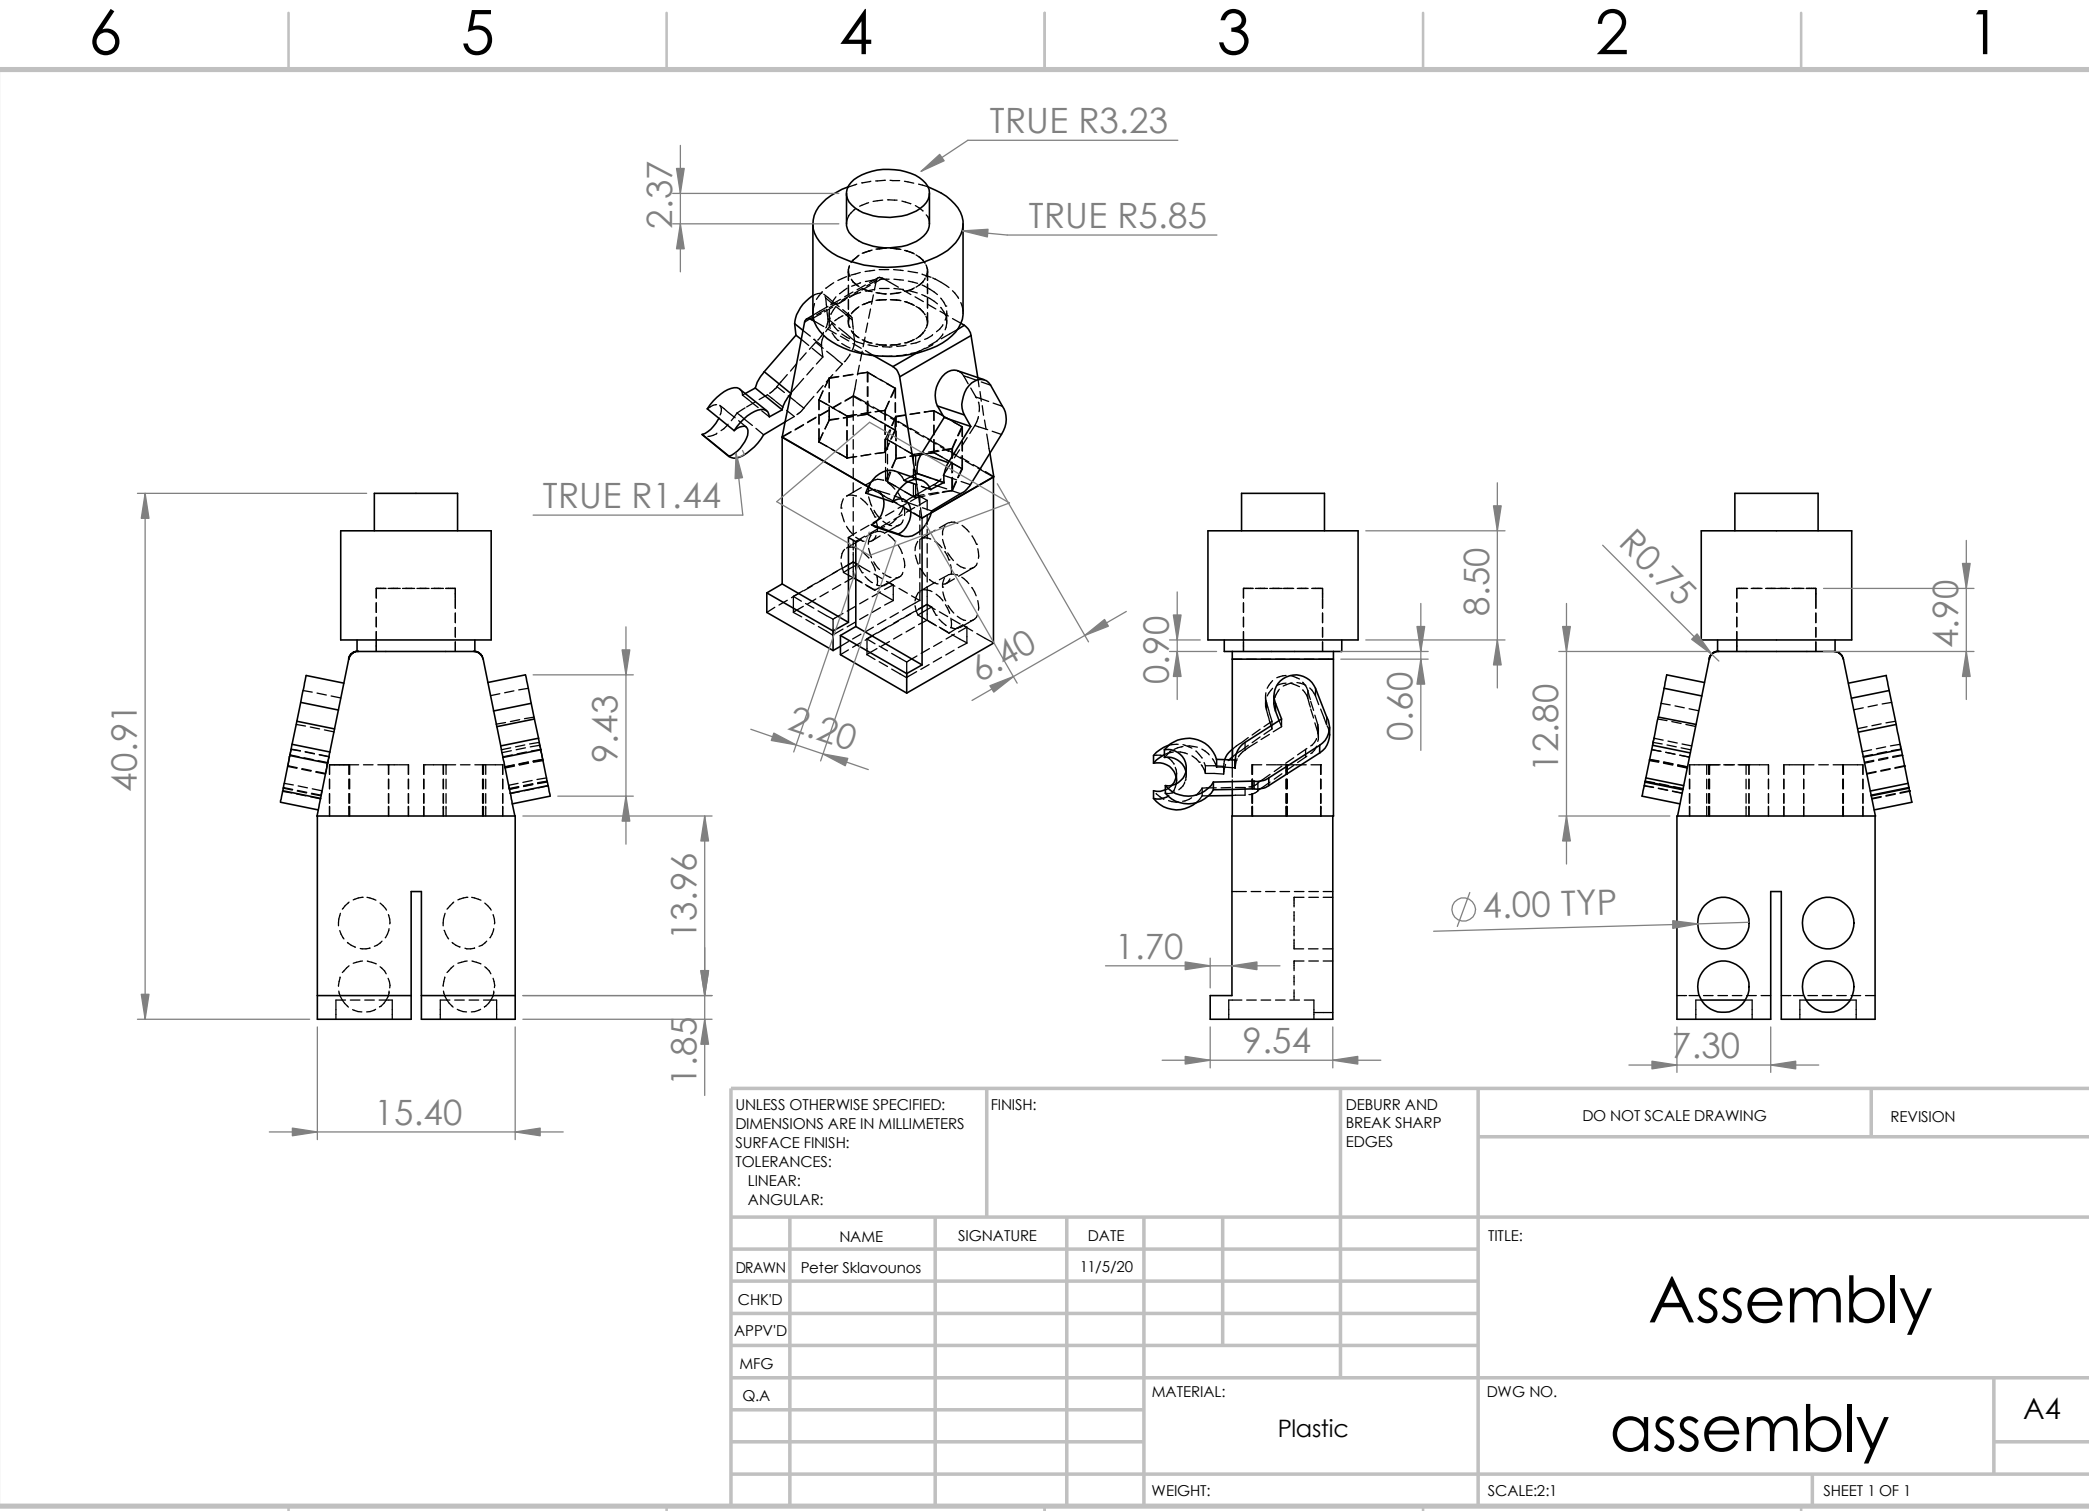 6 5 4 3 2 1
TRUE R3.23
2.37
TRUE R5.85
TRUE R1.44
6.40
2.20
40.91
9.43
13.96
1.85
15.40
8.50
0.90
0.60
1.70
9.54
R0.75
4.90
12.80
⌀4.00 TYP
7.30
UNLESS OTHERWISE SPECIFIED:
DIMENSIONS ARE IN MILLIMETERS
SURFACE FINISH:
TOLERANCES:
LINEAR:
ANGULAR:
FINISH:
DEBURR AND
BREAK SHARP
EDGES
DO NOT SCALE DRAWING
REVISION
NAME SIGNATURE DATE
DRAWN Peter Sklavounos 11/5/20
CHK'D
APPV'D
MFG
Q.A
TITLE:
Assembly
MATERIAL:
Plastic
DWG NO.
assembly
A4
WEIGHT:
SCALE:2:1
SHEET 1 OF 1